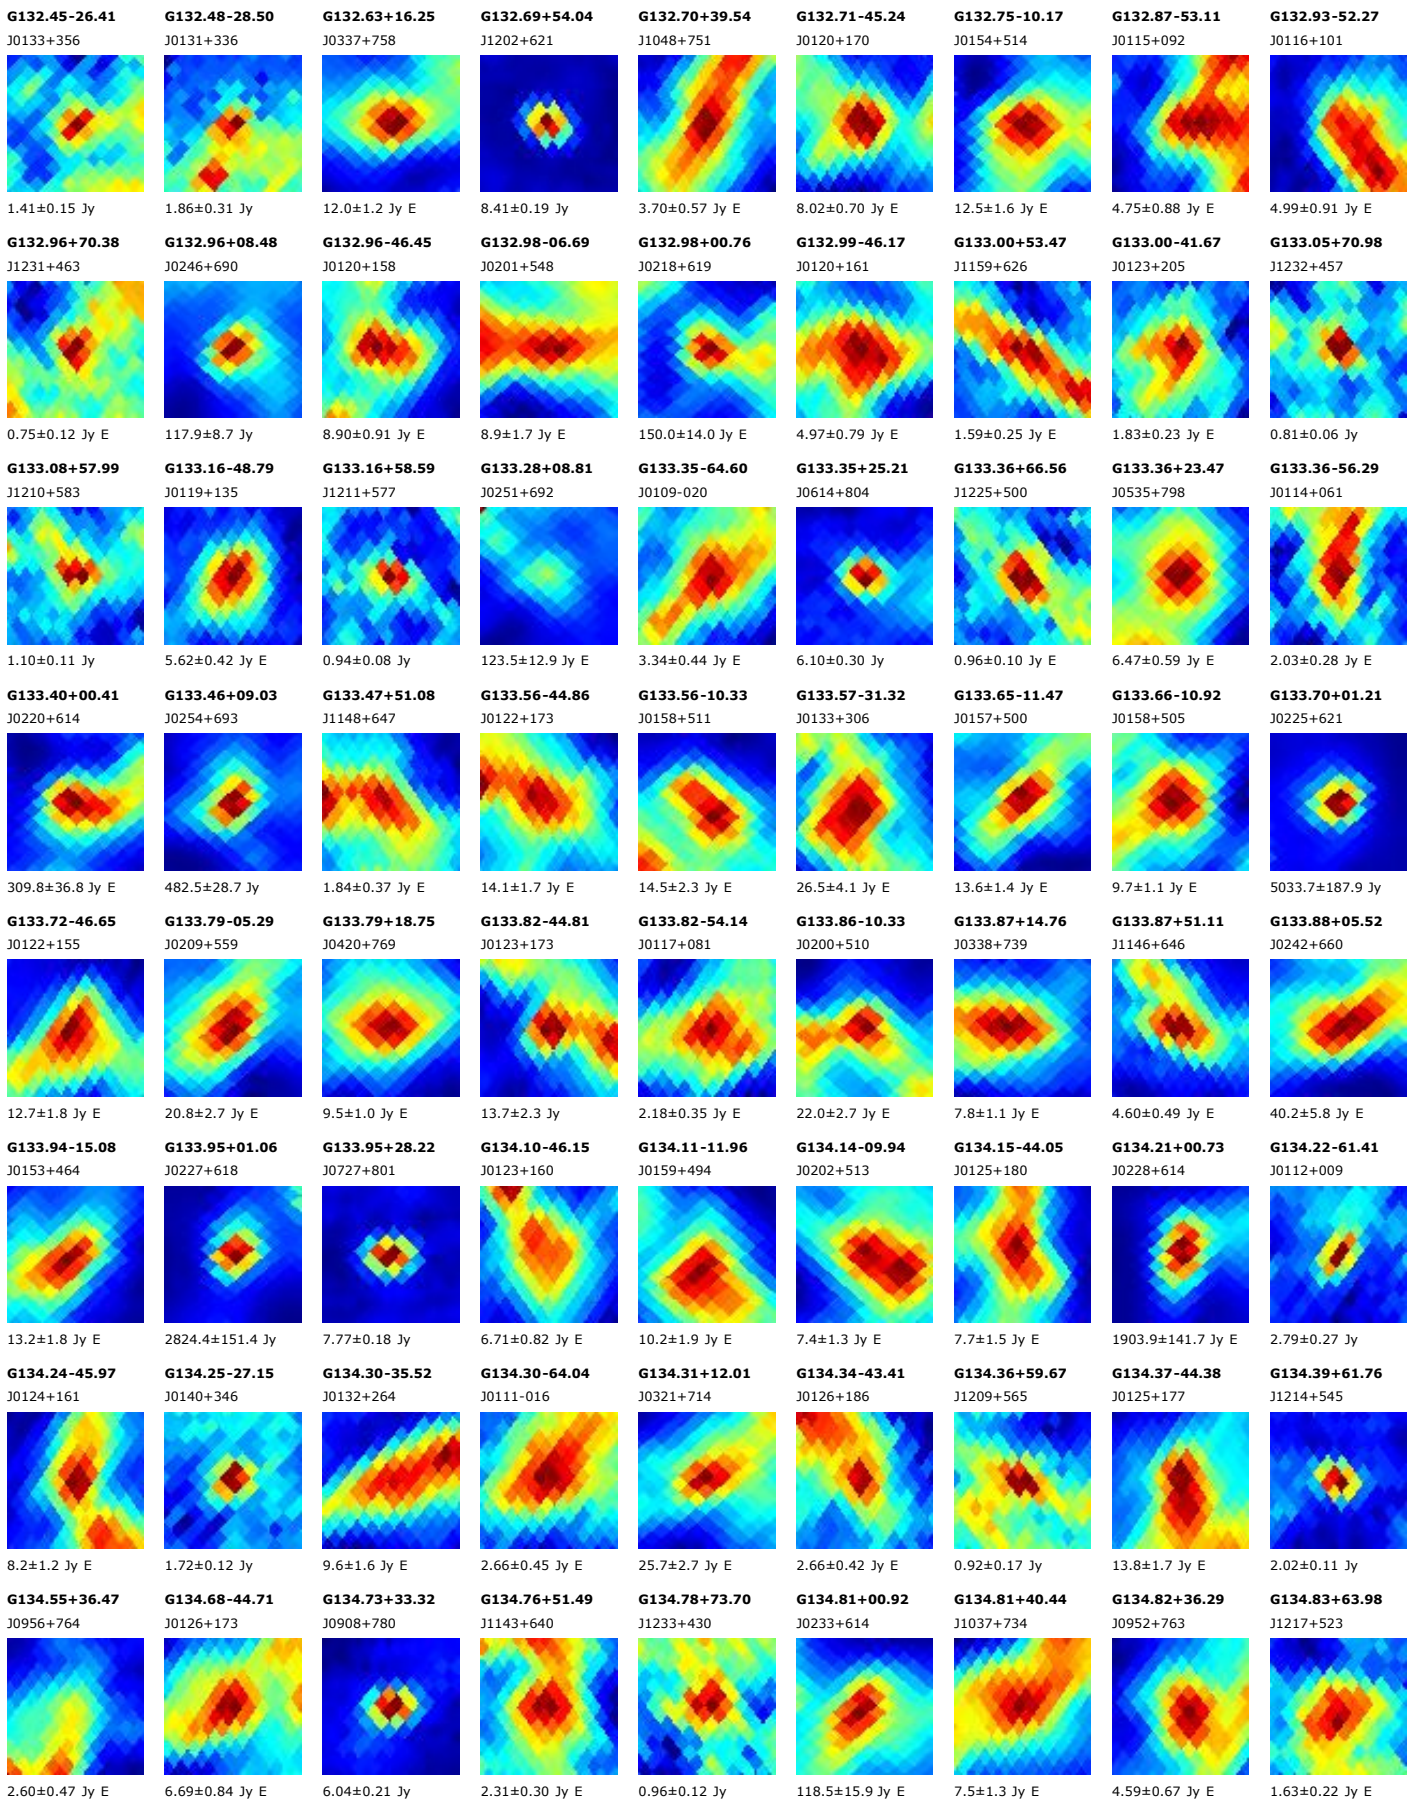 G132.45-26.41 G132.48-28.50 G132.63+16.25 G132.69+54.04 G132.70+39.54 G132.71-45.24 G132.75-10.17 G132.87-53.11 G132.93-52.27
J0133+356 J0131+336 J0337+758 J1202+621 J1048+751 J0120+170 J0154+514 J0115+092 J0116+101
1.41±0.15 Jy 1.86±0.31 Jy 12.0±1.2 Jy E 8.41±0.19 Jy 3.70±0.57 Jy E 8.02±0.70 Jy E 12.5±1.6 Jy E 4.75±0.88 Jy E 4.99±0.91 Jy E
G132.96+70.38 G132.96+08.48 G132.96-46.45 G132.98-06.69 G132.98+00.76 G132.99-46.17 G133.00+53.47 G133.00-41.67 G133.05+70.98
J1231+463 J0246+690 J0120+158 J0201+548 J0218+619 J0120+161 J1159+626 J0123+205 J1232+457
0.75±0.12 Jy E 117.9±8.7 Jy 8.90±0.91 Jy E 8.9±1.7 Jy E 150.0±14.0 Jy E 4.97±0.79 Jy E 1.59±0.25 Jy E 1.83±0.23 Jy E 0.81±0.06 Jy
G133.08+57.99 G133.16-48.79 G133.16+58.59 G133.28+08.81 G133.35-64.60 G133.35+25.21 G133.36+66.56 G133.36+23.47 G133.36-56.29
J1210+583 J0119+135 J1211+577 J0251+692 J0109-020 J0614+804 J1225+500 J0535+798 J0114+061
1.10±0.11 Jy 5.62±0.42 Jy E 0.94±0.08 Jy 123.5±12.9 Jy E 3.34±0.44 Jy E 6.10±0.30 Jy 0.96±0.10 Jy E 6.47±0.59 Jy E 2.03±0.28 Jy E
G133.40+00.41 G133.46+09.03 G133.47+51.08 G133.56-44.86 G133.56-10.33 G133.57-31.32 G133.65-11.47 G133.66-10.92 G133.70+01.21
J0220+614 J0254+693 J1148+647 J0122+173 J0158+511 J0133+306 J0157+500 J0158+505 J0225+621
309.8±36.8 Jy E 482.5±28.7 Jy 1.84±0.37 Jy E 14.1±1.7 Jy E 14.5±2.3 Jy E 26.5±4.1 Jy E 13.6±1.4 Jy E 9.7±1.1 Jy E 5033.7±187.9 Jy
G133.72-46.65 G133.79-05.29 G133.79+18.75 G133.82-44.81 G133.82-54.14 G133.86-10.33 G133.87+14.76 G133.87+51.11 G133.88+05.52
J0122+155 J0209+559 J0420+769 J0123+173 J0117+081 J0200+510 J0338+739 J1146+646 J0242+660
12.7±1.8 Jy E 20.8±2.7 Jy E 9.5±1.0 Jy E 13.7±2.3 Jy 2.18±0.35 Jy E 22.0±2.7 Jy E 7.8±1.1 Jy E 4.60±0.49 Jy E 40.2±5.8 Jy E
G133.94-15.08 G133.95+01.06 G133.95+28.22 G134.10-46.15 G134.11-11.96 G134.14-09.94 G134.15-44.05 G134.21+00.73 G134.22-61.41
J0153+464 J0227+618 J0727+801 J0123+160 J0159+494 J0202+513 J0125+180 J0228+614 J0112+009
13.2±1.8 Jy E 2824.4±151.4 Jy 7.77±0.18 Jy 6.71±0.82 Jy E 10.2±1.9 Jy E 7.4±1.3 Jy E 7.7±1.5 Jy E 1903.9±141.7 Jy E 2.79±0.27 Jy
G134.24-45.97 G134.25-27.15 G134.30-35.52 G134.30-64.04 G134.31+12.01 G134.34-43.41 G134.36+59.67 G134.37-44.38 G134.39+61.76
J0124+161 J0140+346 J0132+264 J0111-016 J0321+714 J0126+186 J1209+565 J0125+177 J1214+545
8.2±1.2 Jy E 1.72±0.12 Jy 9.6±1.6 Jy E 2.66±0.45 Jy E 25.7±2.7 Jy E 2.66±0.42 Jy E 0.92±0.17 Jy 13.8±1.7 Jy E 2.02±0.11 Jy
G134.55+36.47 G134.68-44.71 G134.73+33.32 G134.76+51.49 G134.78+73.70 G134.81+00.92 G134.81+40.44 G134.82+36.29 G134.83+63.98
J0956+764 J0126+173 J0908+780 J1143+640 J1233+430 J0233+614 J1037+734 J0952+763 J1217+523
2.60±0.47 Jy E 6.69±0.84 Jy E 6.04±0.21 Jy 2.31±0.30 Jy E 0.96±0.12 Jy 118.5±15.9 Jy E 7.5±1.3 Jy E 4.59±0.67 Jy E 1.63±0.22 Jy E